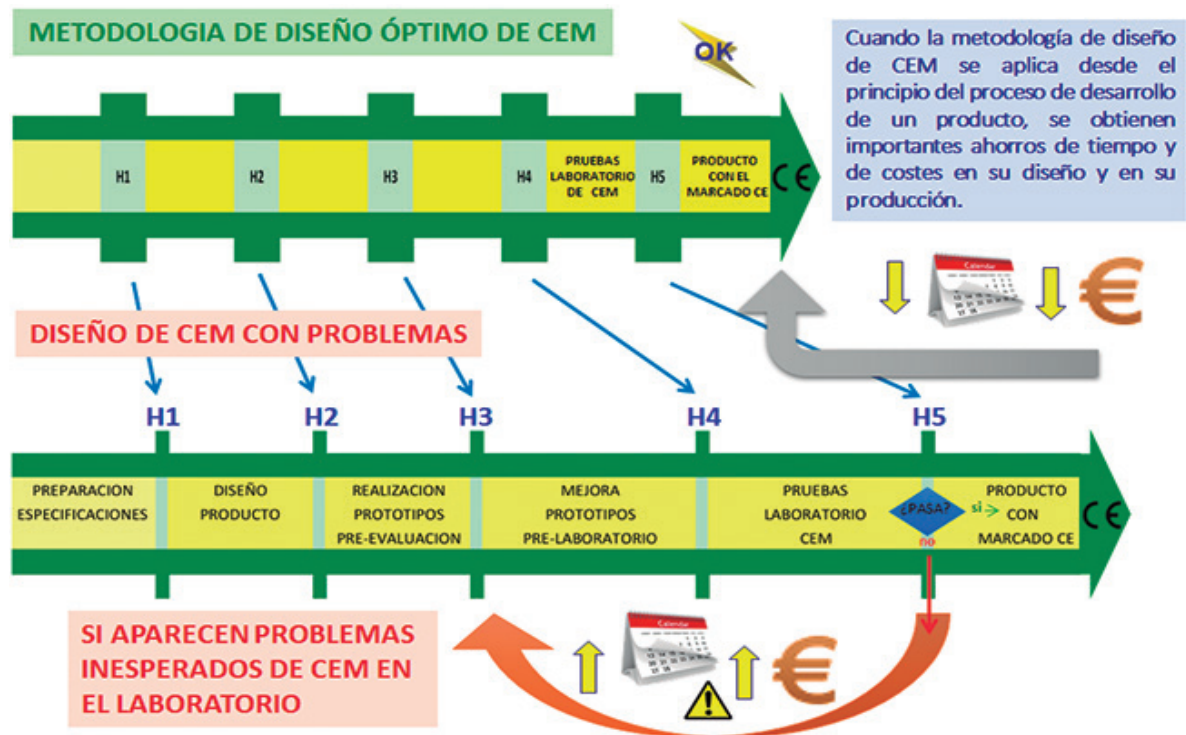 METODOLOGIA DE DISEÑO ÓPTIMO DE CEM
OK
Cuando la metodología de diseño
de CEM se aplica desde el
principio del proceso de desarrollo
de un producto, se obtienen
importantes ahorros de tiempo y
de costes en su diseño y en su
producción.
H1
H2
H3
H4
PRUEBAS
LABORATORIO
DE CEM
H5
PRODUCTO
CON EL
MARCADO CE
CE
Calendar
€
DISEÑO DE CEM CON PROBLEMAS
H1
H2
H3
H4
H5
PREPARACION
ESPECIFICACIONES
DISEÑO
PRODUCTO
REALIZACION
PROTOTIPOS
PRE-EVALUACION
MEJORA
PROTOTIPOS
PRE-LABORATORIO
PRUEBAS
LABORATORIO
CEM
¿PASA?
si
no
PRODUCTO
CON
MARCADO CE
CE
SI APARECEN PROBLEMAS
INESPERADOS DE CEM EN
EL LABORATORIO
Calendar
€